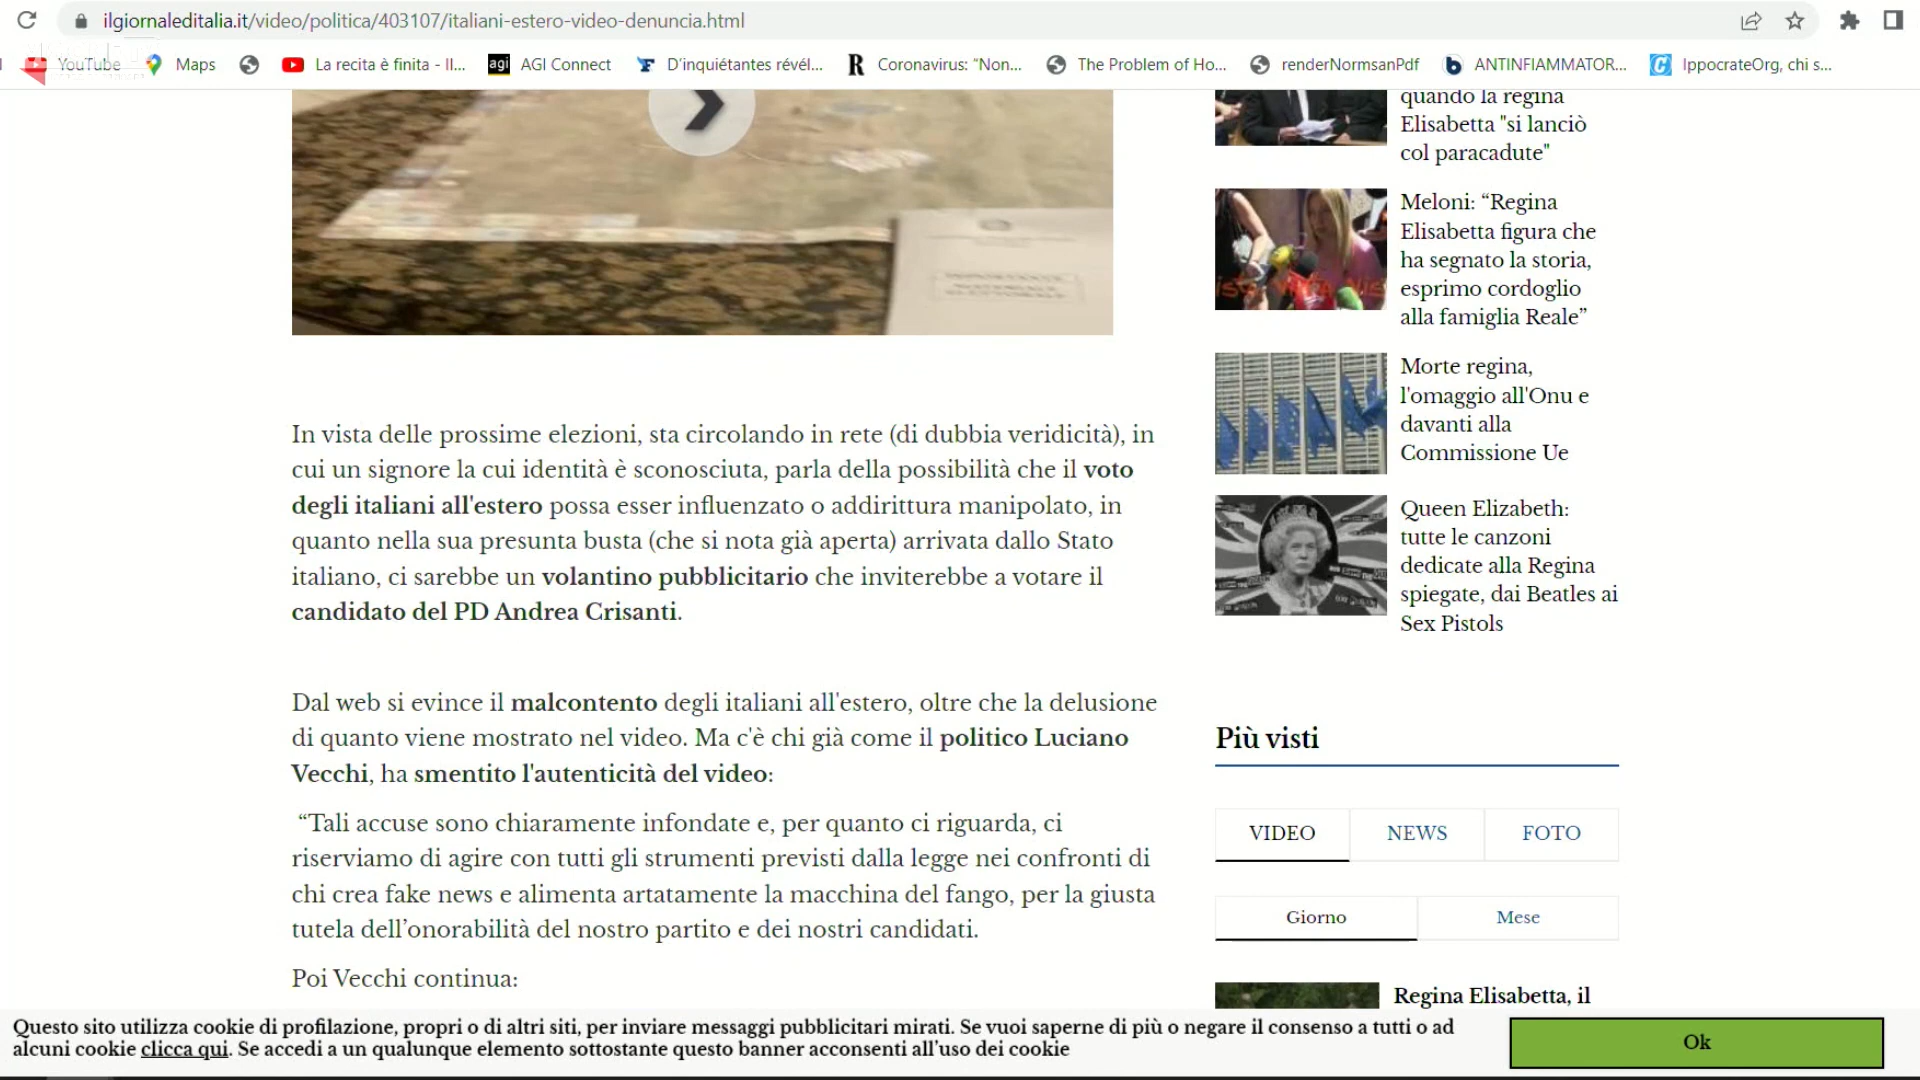 ilgiornaleditalia.it/video/politica/403107/italiani-estero-video-denuncia.html
YouTube Maps La recita è finita - Il... AGI Connect D'inquiétantes révél... Coronavirus: "Non... The Problem of Ho... renderNormsanPdf ANTINFIAMMATOR... IppocrateOrg, chi s...
In vista delle prossime elezioni, sta circolando in rete (di dubbia veridicità), in
cui un signore la cui identità è sconosciuta, parla della possibilità che il voto
degli italiani all'estero possa esser influenzato o addirittura manipolato, in
quanto nella sua presunta busta (che si nota già aperta) arrivata dallo Stato
italiano, ci sarebbe un volantino pubblicitario che inviterebbe a votare il
candidato del PD Andrea Crisanti.
Dal web si evince il malcontento degli italiani all'estero, oltre che la delusione
di quanto viene mostrato nel video. Ma c'è chi già come il politico Luciano
Vecchi, ha smentito l'autenticità del video:
“Tali accuse sono chiaramente infondate e, per quanto ci riguarda, ci
riserviamo di agire con tutti gli strumenti previsti dalla legge nei confronti di
chi crea fake news e alimenta artatamente la macchina del fango, per la giusta
tutela dell’onorabilità del nostro partito e dei nostri candidati.
Poi Vecchi continua:
quando la regina
Elisabetta "si lanciò
col paracadute"
Meloni: “Regina
Elisabetta figura che
ha segnato la storia,
esprimo cordoglio
alla famiglia Reale”
Morte regina,
l'omaggio all'Onu e
davanti alla
Commissione Ue
Queen Elizabeth:
tutte le canzoni
dedicate alla Regina
spiegate, dai Beatles ai
Sex Pistols
Più visti
VIDEO NEWS FOTO
Giorno Mese
Regina Elisabetta, il
Questo sito utilizza cookie di profilazione, propri o di altri siti, per inviare messaggi pubblicitari mirati. Se vuoi saperne di più o negare il consenso a tutti o ad
alcuni cookie clicca qui. Se accedi a un qualunque elemento sottostante questo banner acconsenti all’uso dei cookie
Ok